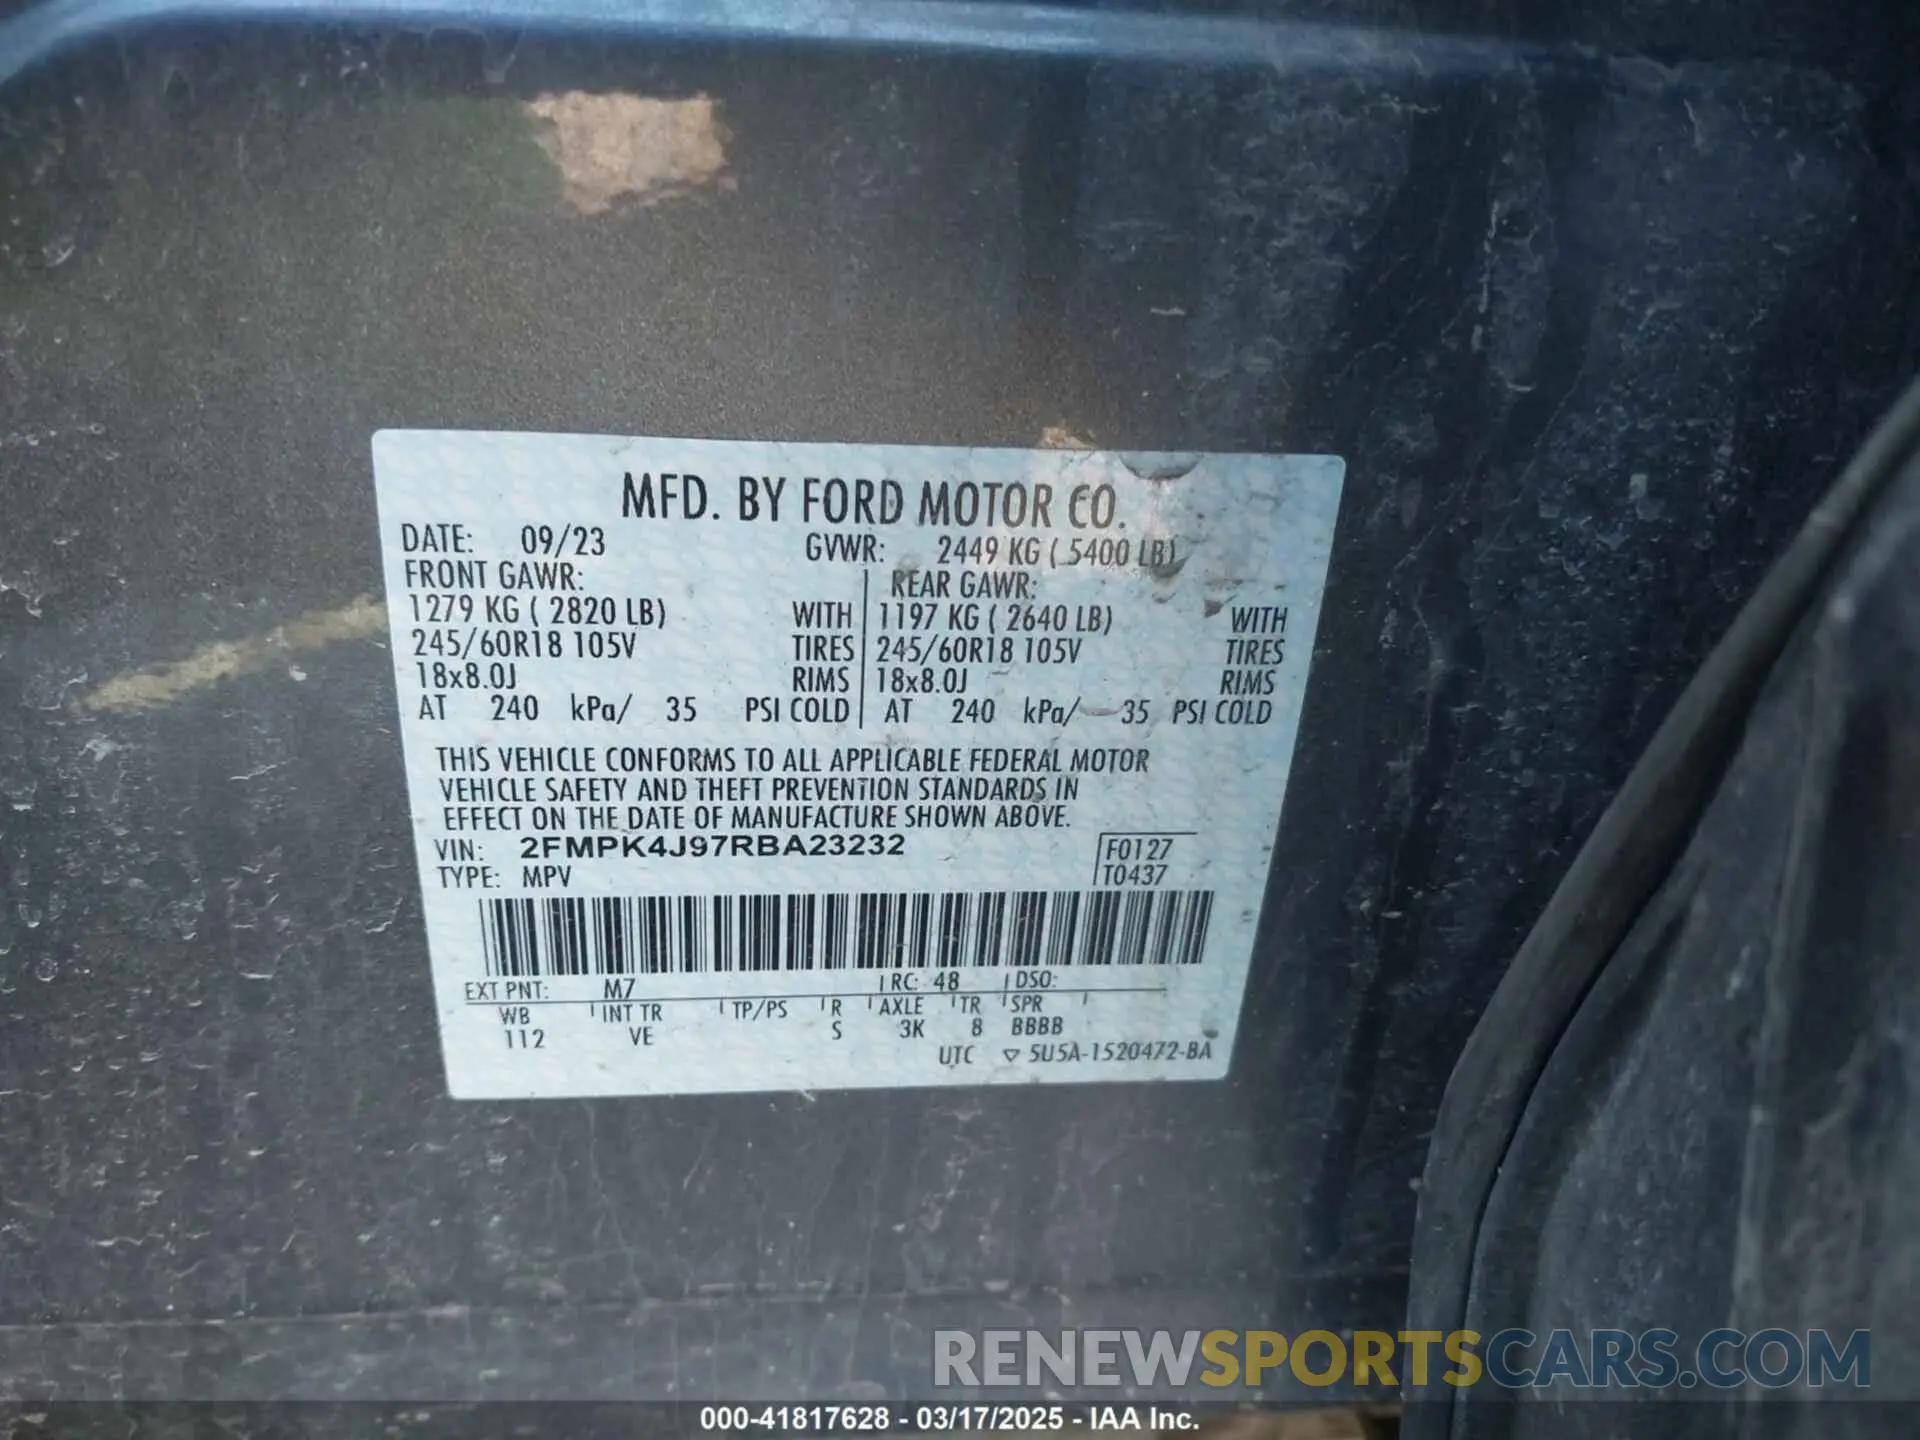 MFD. BY FORD MOTOR CO.
DATE: 09/23 GVWR: 2449 KG ( 5400 LB)
FRONT GAWR: REAR GAWR:
1279 KG ( 2820 LB) WITH 1197 KG ( 2640 LB) WITH
245/60R18 105V TIRES 245/60R18 105V TIRES
18x8.0J RIMS 18x8.0J RIMS
AT 240 kPa/ 35 PSI COLD AT 240 kPa/ 35 PSI COLD
THIS VEHICLE CONFORMS TO ALL APPLICABLE FEDERAL MOTOR
VEHICLE SAFETY AND THEFT PREVENTION STANDARDS IN
EFFECT ON THE DATE OF MANUFACTURE SHOWN ABOVE.
VIN: 2FMPK4J97RBA23232 F0127
TYPE: MPV T0437
EXT PNT: M7 RC: 48 DSO:
WB INT TR TP/PS R AXLE TR SPR
112 VE S 3K 8 BBBB
UTC ▽ 5U5A-1520472-BA
RENEWSPORTSCARS.COM
000-41817628 - 03/17/2025 - IAA Inc.